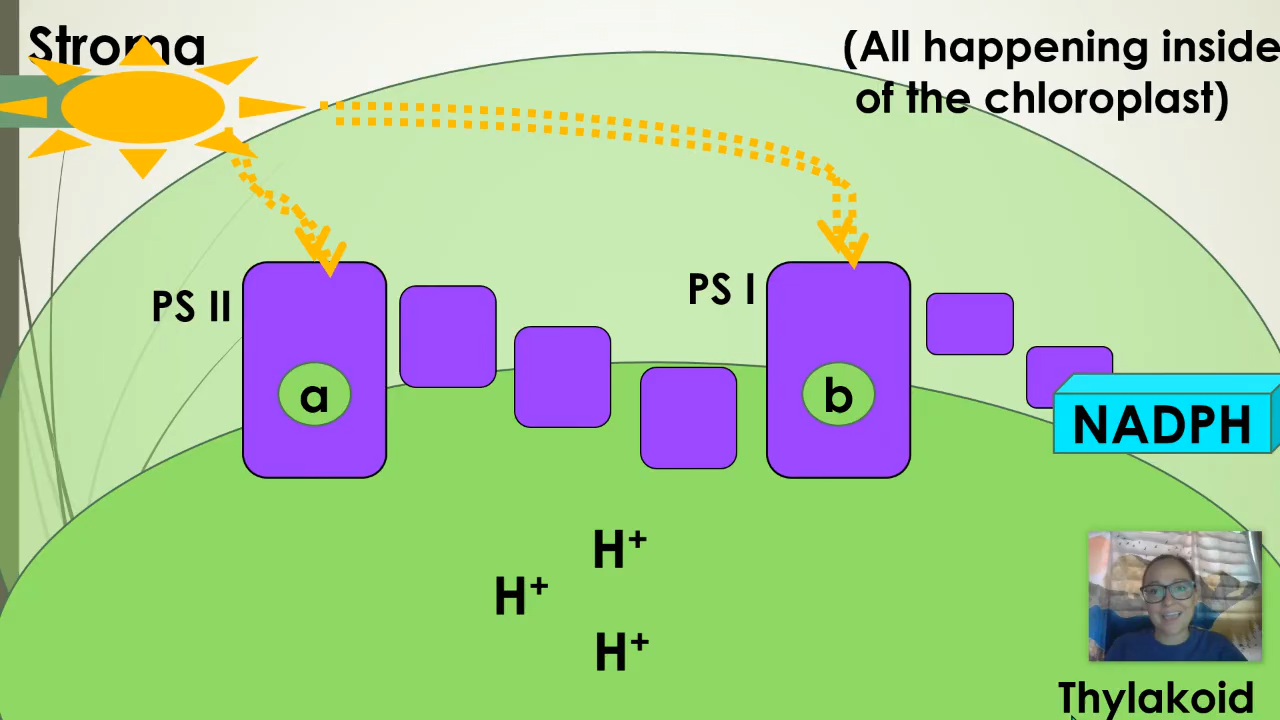 Stroma
(All happening inside
of the chloroplast)
PS II
PS I
a
b
NADPH
H⁺
H⁺
H⁺
Thylakoid